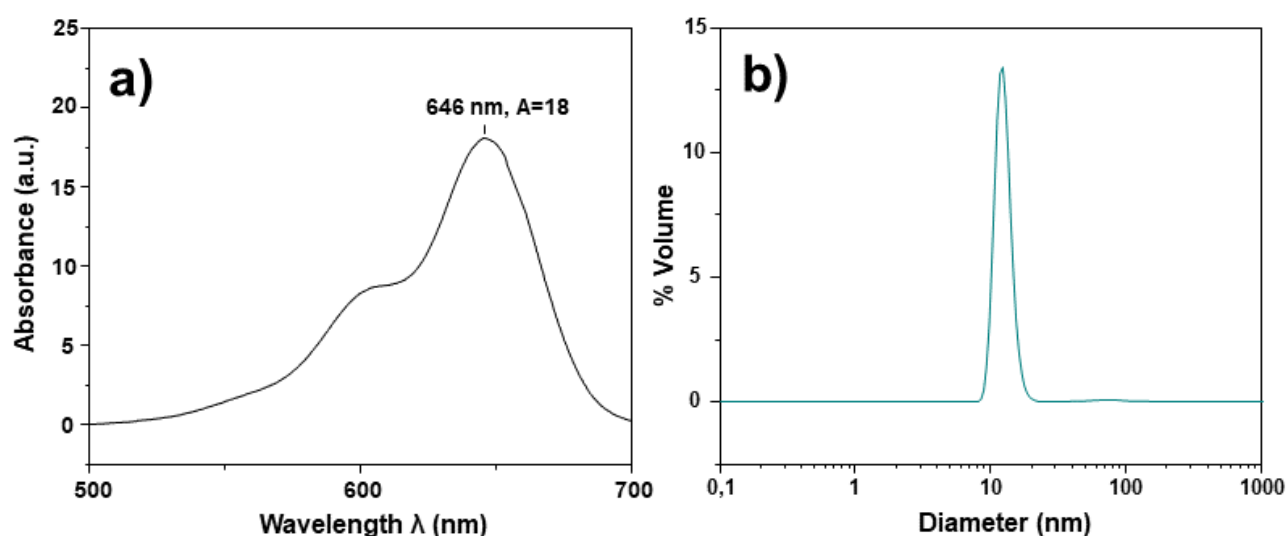 a)
25
20
15
10
5
0
Absorbance (a.u.)
646 nm, A=18
500
600
700
Wavelength λ (nm)
b)
15
10
5
0
% Volume
0,1
1
10
100
1000
Diameter (nm)